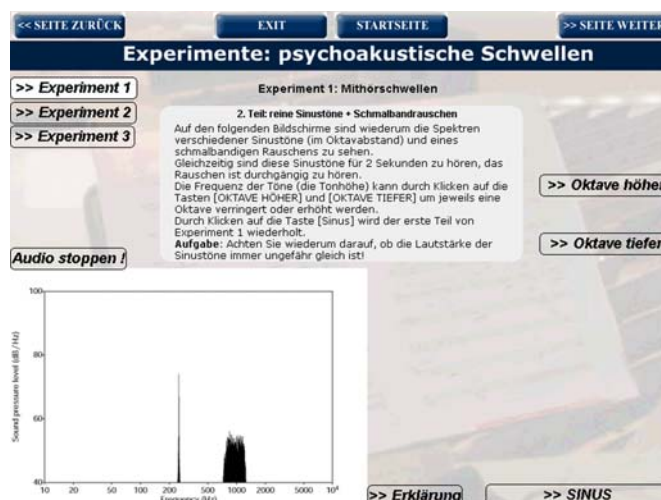 << SEITE ZURÜCK
EXIT
STARTSEITE
>> SEITE WEITER
Experimente: psychoakustische Schwellen
>> Experiment 1
>> Experiment 2
>> Experiment 3
Experiment 1: Mithörschwellen
2. Teil: reine Sinustöne + Schmalbandrauschen
Auf den folgenden Bildschirme sind wiederum die Spektren
verschiedener Sinustöne (im Oktavabstand) und eines
schmalbandigen Rauschens zu sehen.
Gleichzeitig sind diese Sinustöne für 2 Sekunden zu hören, das
Rauschen ist durchgängig zu hören.
Die Frequenz der Töne (die Tonhöhe) kann durch Klicken auf die
Tasten [OKTAVE HÖHER] und [OKTAVE TIEFER] um jeweils eine
Oktave verringert oder erhöht werden.
Durch Klicken auf die Taste [Sinus] wird der erste Teil von
Experiment 1 wiederholt.
Aufgabe: Achten Sie wiederum darauf, ob die Lautstärke der
Sinustöne immer ungefähr gleich ist!
>> Oktave höher
>> Oktave tiefer
Audio stoppen !
Sound pressure level (dB/Hz)
100
80
60
40
10 20 50 100 200 500 1000 2000 5000 10⁴
Frequency (Hz)
>> Erklärung
>> SINUS